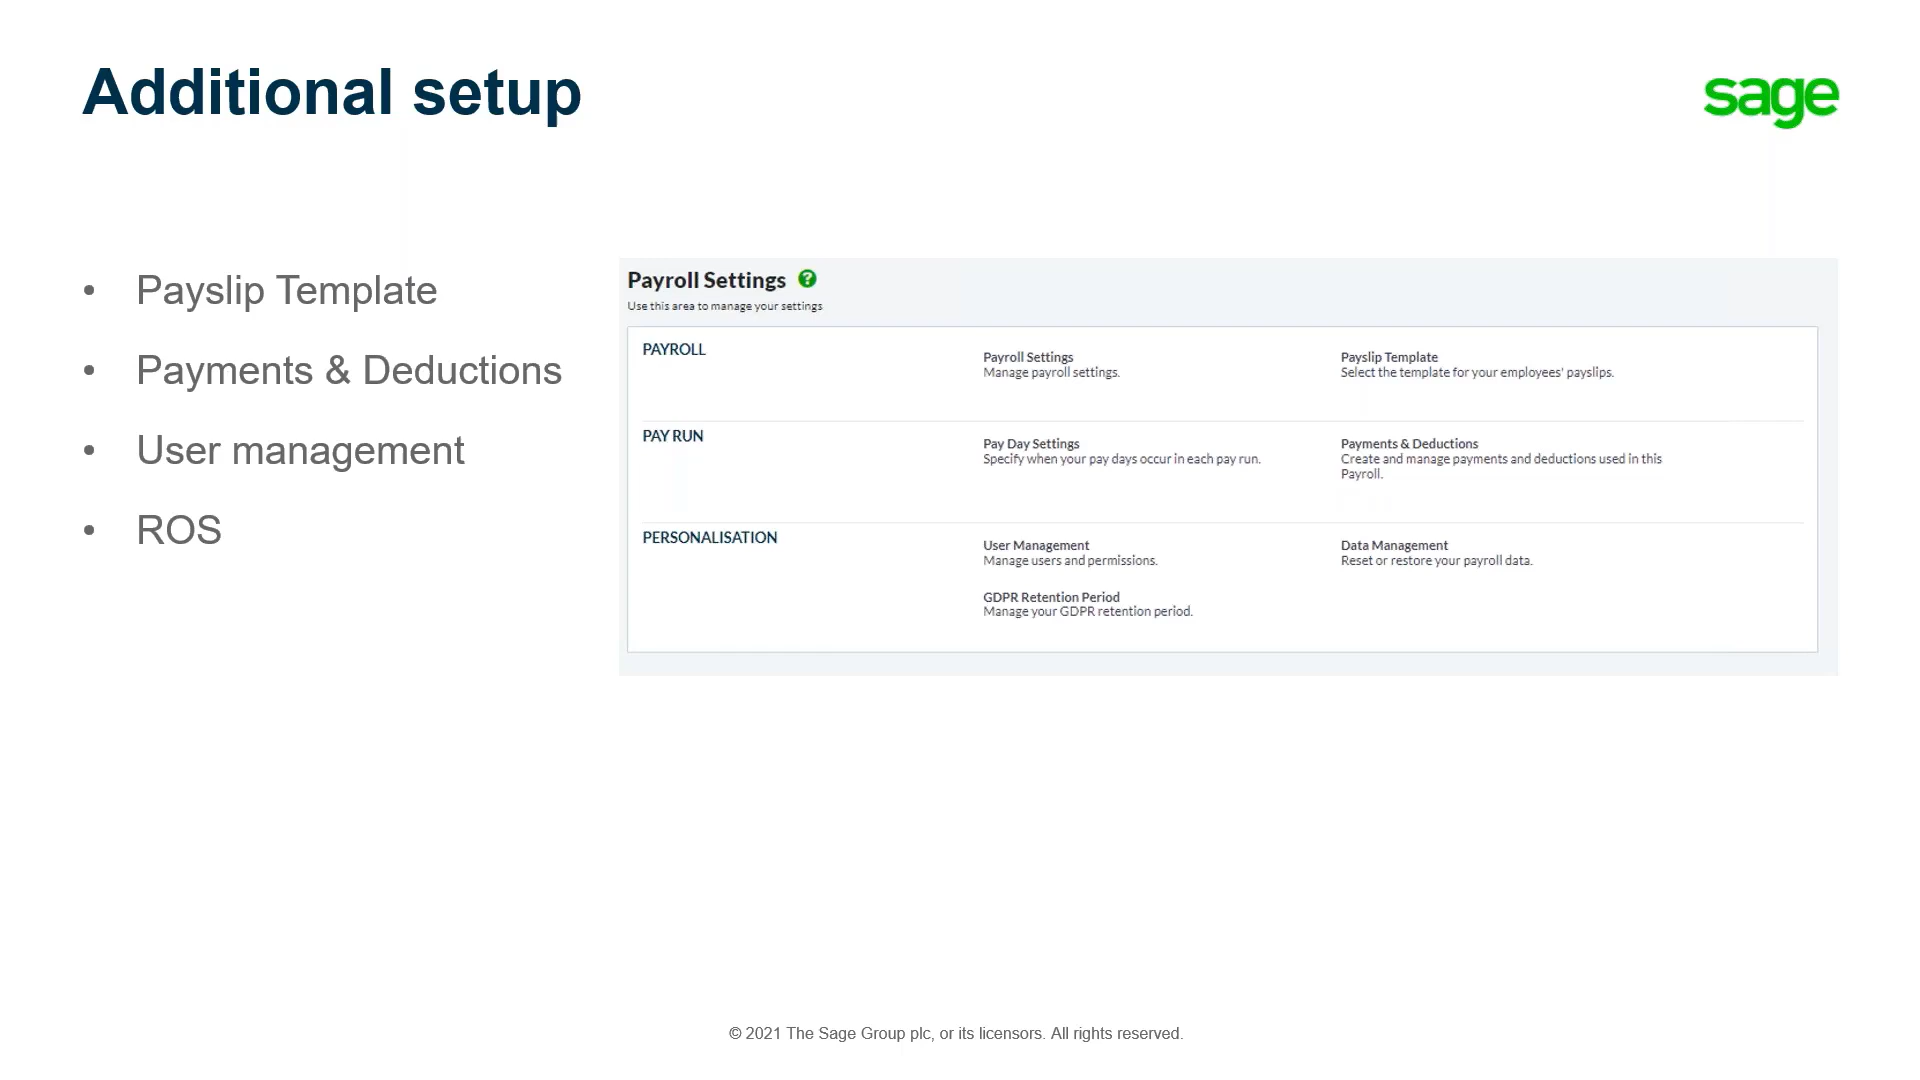 Additional setup
sage
• Payslip Template
• Payments & Deductions
• User management
• ROS
Payroll Settings ?
Use this area to manage your settings
PAYROLL
Payroll Settings
Manage payroll settings.
Payslip Template
Select the template for your employees' payslips.
PAY RUN
Pay Day Settings
Specify when your pay days occur in each pay run.
Payments & Deductions
Create and manage payments and deductions used in this
Payroll.
PERSONALISATION
User Management
Manage users and permissions.
Data Management
Reset or restore your payroll data.
GDPR Retention Period
Manage your GDPR retention period.
© 2021 The Sage Group plc, or its licensors. All rights reserved.